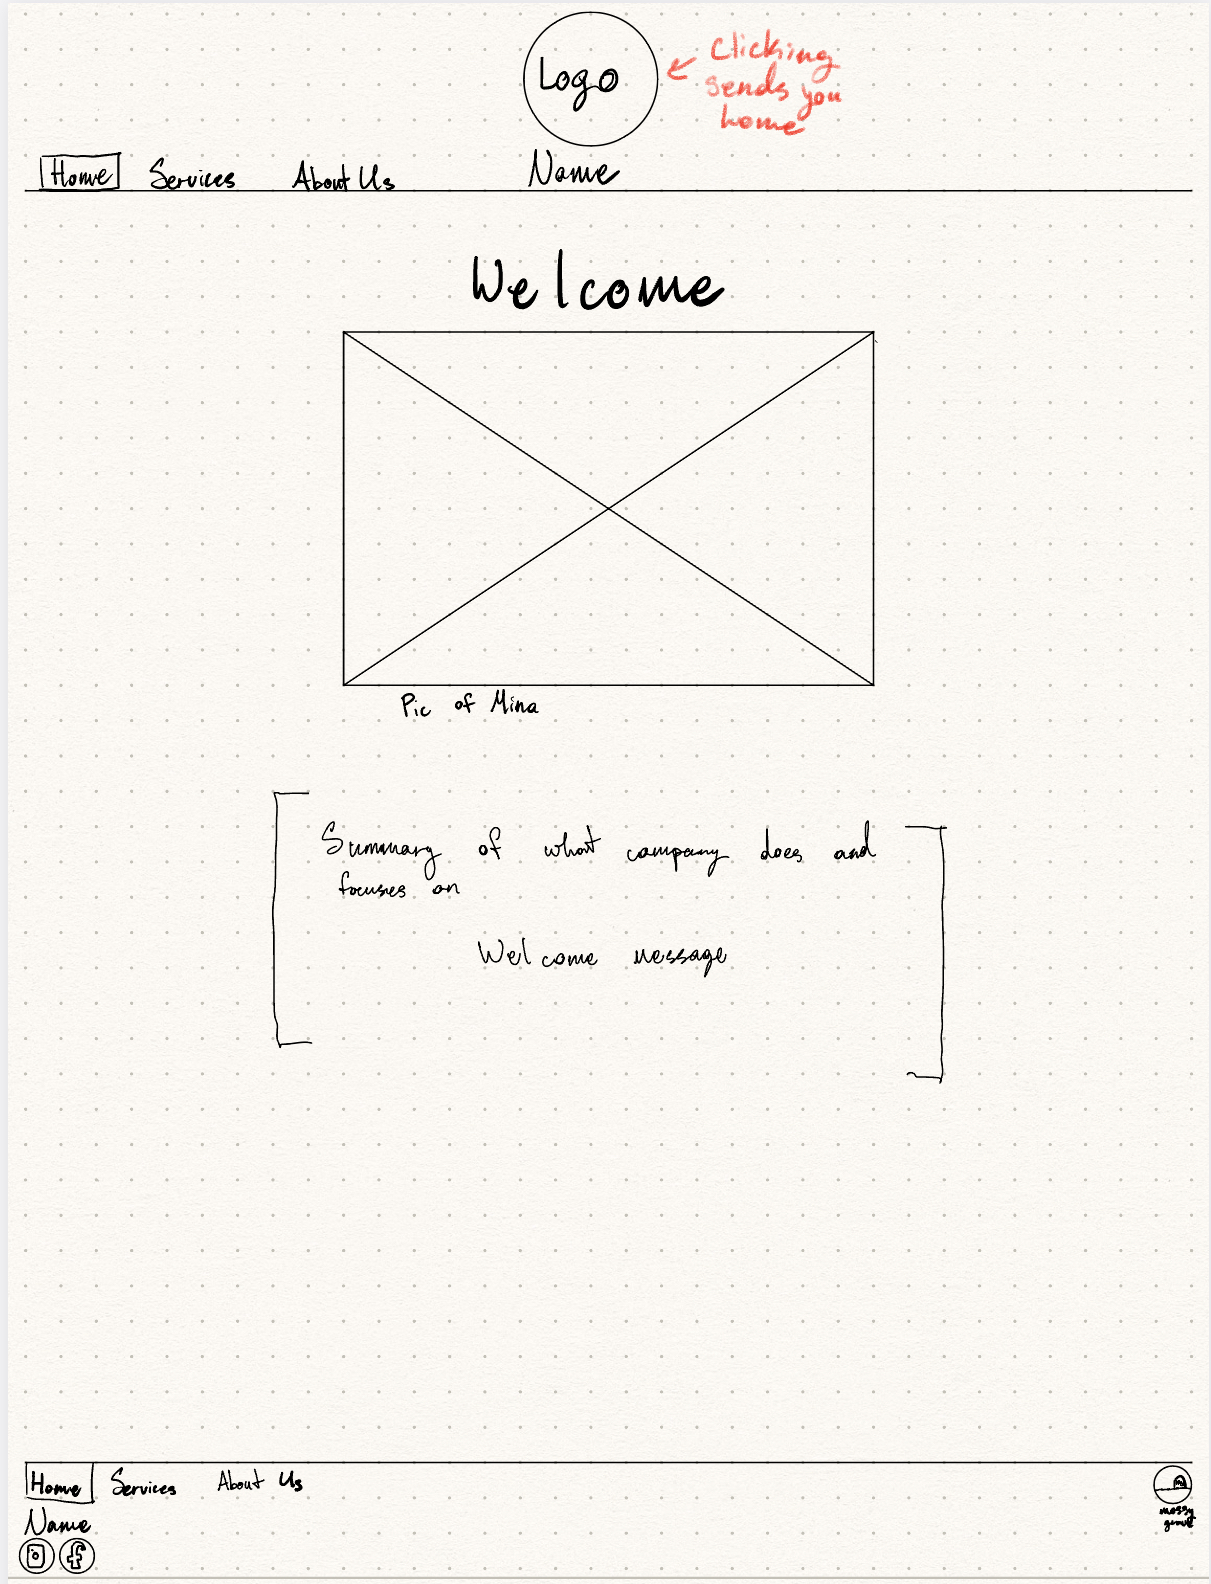 Logo
Clicking
sends you
home
Home Services About Us Name
Welcome
Pic of Mina
Summary of what company does and
focuses on
Welcome message
Home Services About Us
Name
mossy